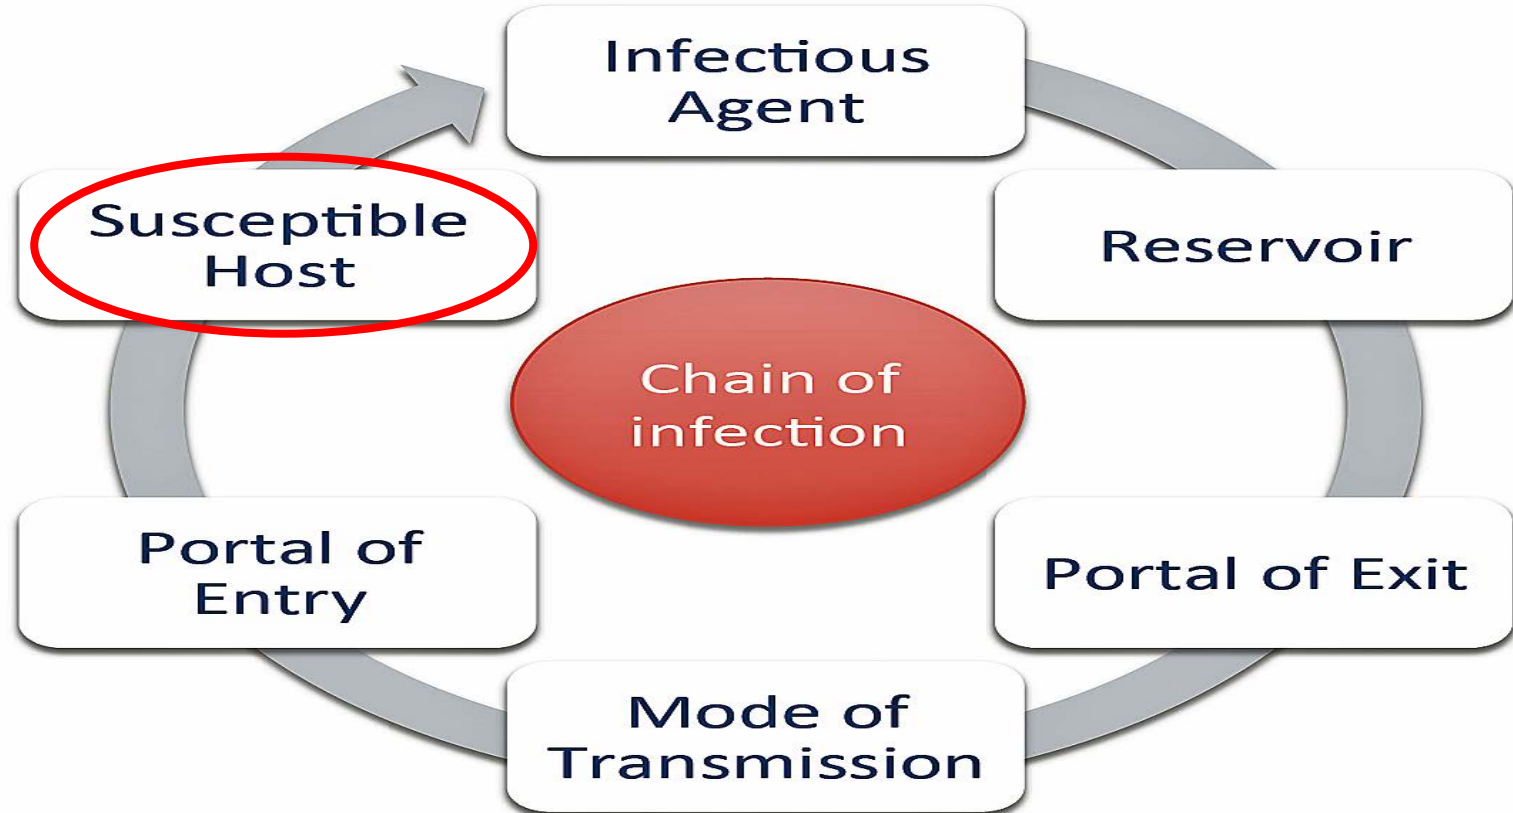 Infectious
Agent
Reservoir
Portal of Exit
Mode of
Transmission
Portal of
Entry
Susceptible
Host
Chain of
infection